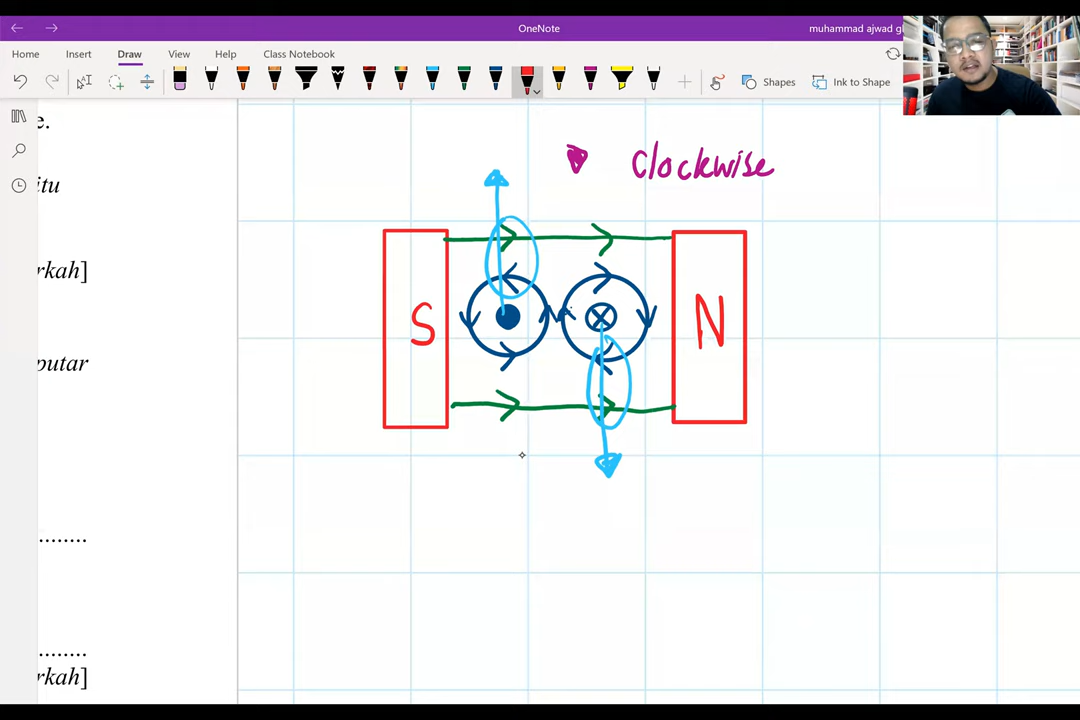 OneNote
muhammad ajwad g
Home Insert Draw View Help Class Notebook
Shapes Ink to Shape
e.
Clockwise
itu
rkah]
S N
putar
........
........
rkah]